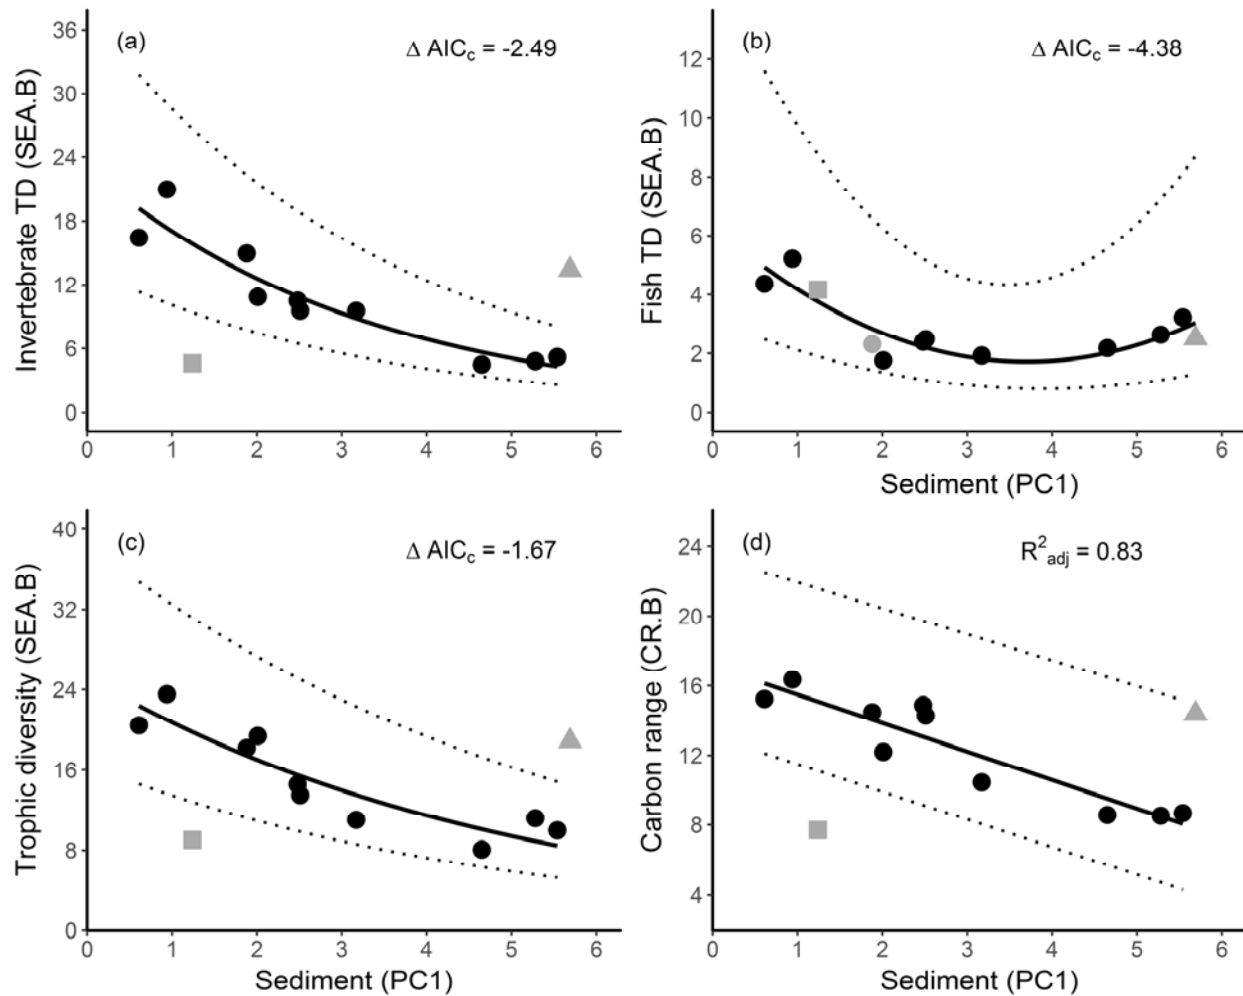 (a)
Δ AICc = -2.49
Invertebrate TD (SEA.B)
36
30
24
18
12
6
0
0 1 2 3 4 5 6
(b)
Δ AICc = -4.38
Fish TD (SEA.B)
12
10
8
6
4
2
0
0 1 2 3 4 5 6
Sediment (PC1)
(c)
Δ AICc = -1.67
Trophic diversity (SEA.B)
40
32
24
16
8
0
0 1 2 3 4 5 6
Sediment (PC1)
(d)
R²adj = 0.83
Carbon range (CR.B)
24
20
16
12
8
4
0 1 2 3 4 5 6
Sediment (PC1)